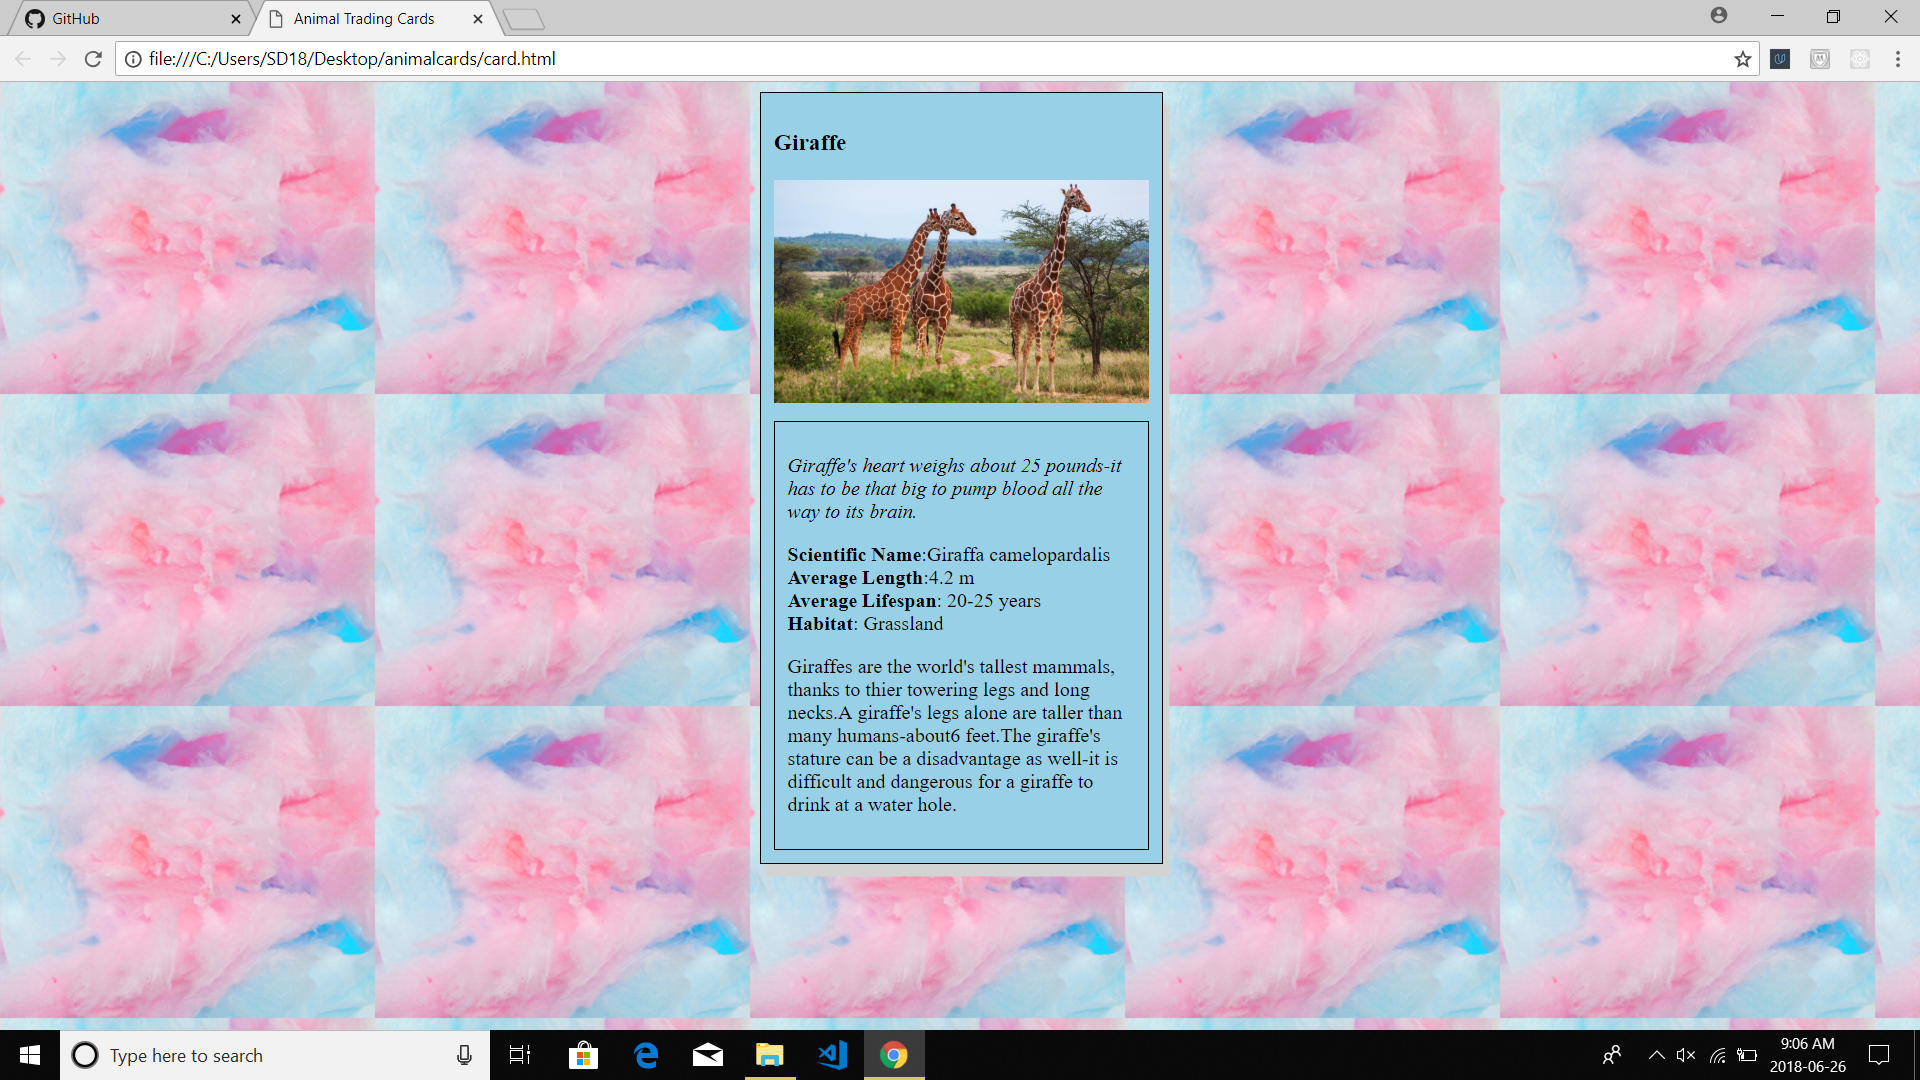 GitHub
Animal Trading Cards
file:///C:/Users/SD18/Desktop/animalcards/card.html
Giraffe
Giraffe's heart weighs about 25 pounds-it
has to be that big to pump blood all the
way to its brain.
Scientific Name:Giraffa camelopardalis
Average Length:4.2 m
Average Lifespan: 20-25 years
Habitat: Grassland
Giraffes are the world's tallest mammals,
thanks to thier towering legs and long
necks.A giraffe's legs alone are taller than
many humans-about6 feet.The giraffe's
stature can be a disadvantage as well-it is
difficult and dangerous for a giraffe to
drink at a water hole.
Type here to search
9:06 AM
2018-06-26